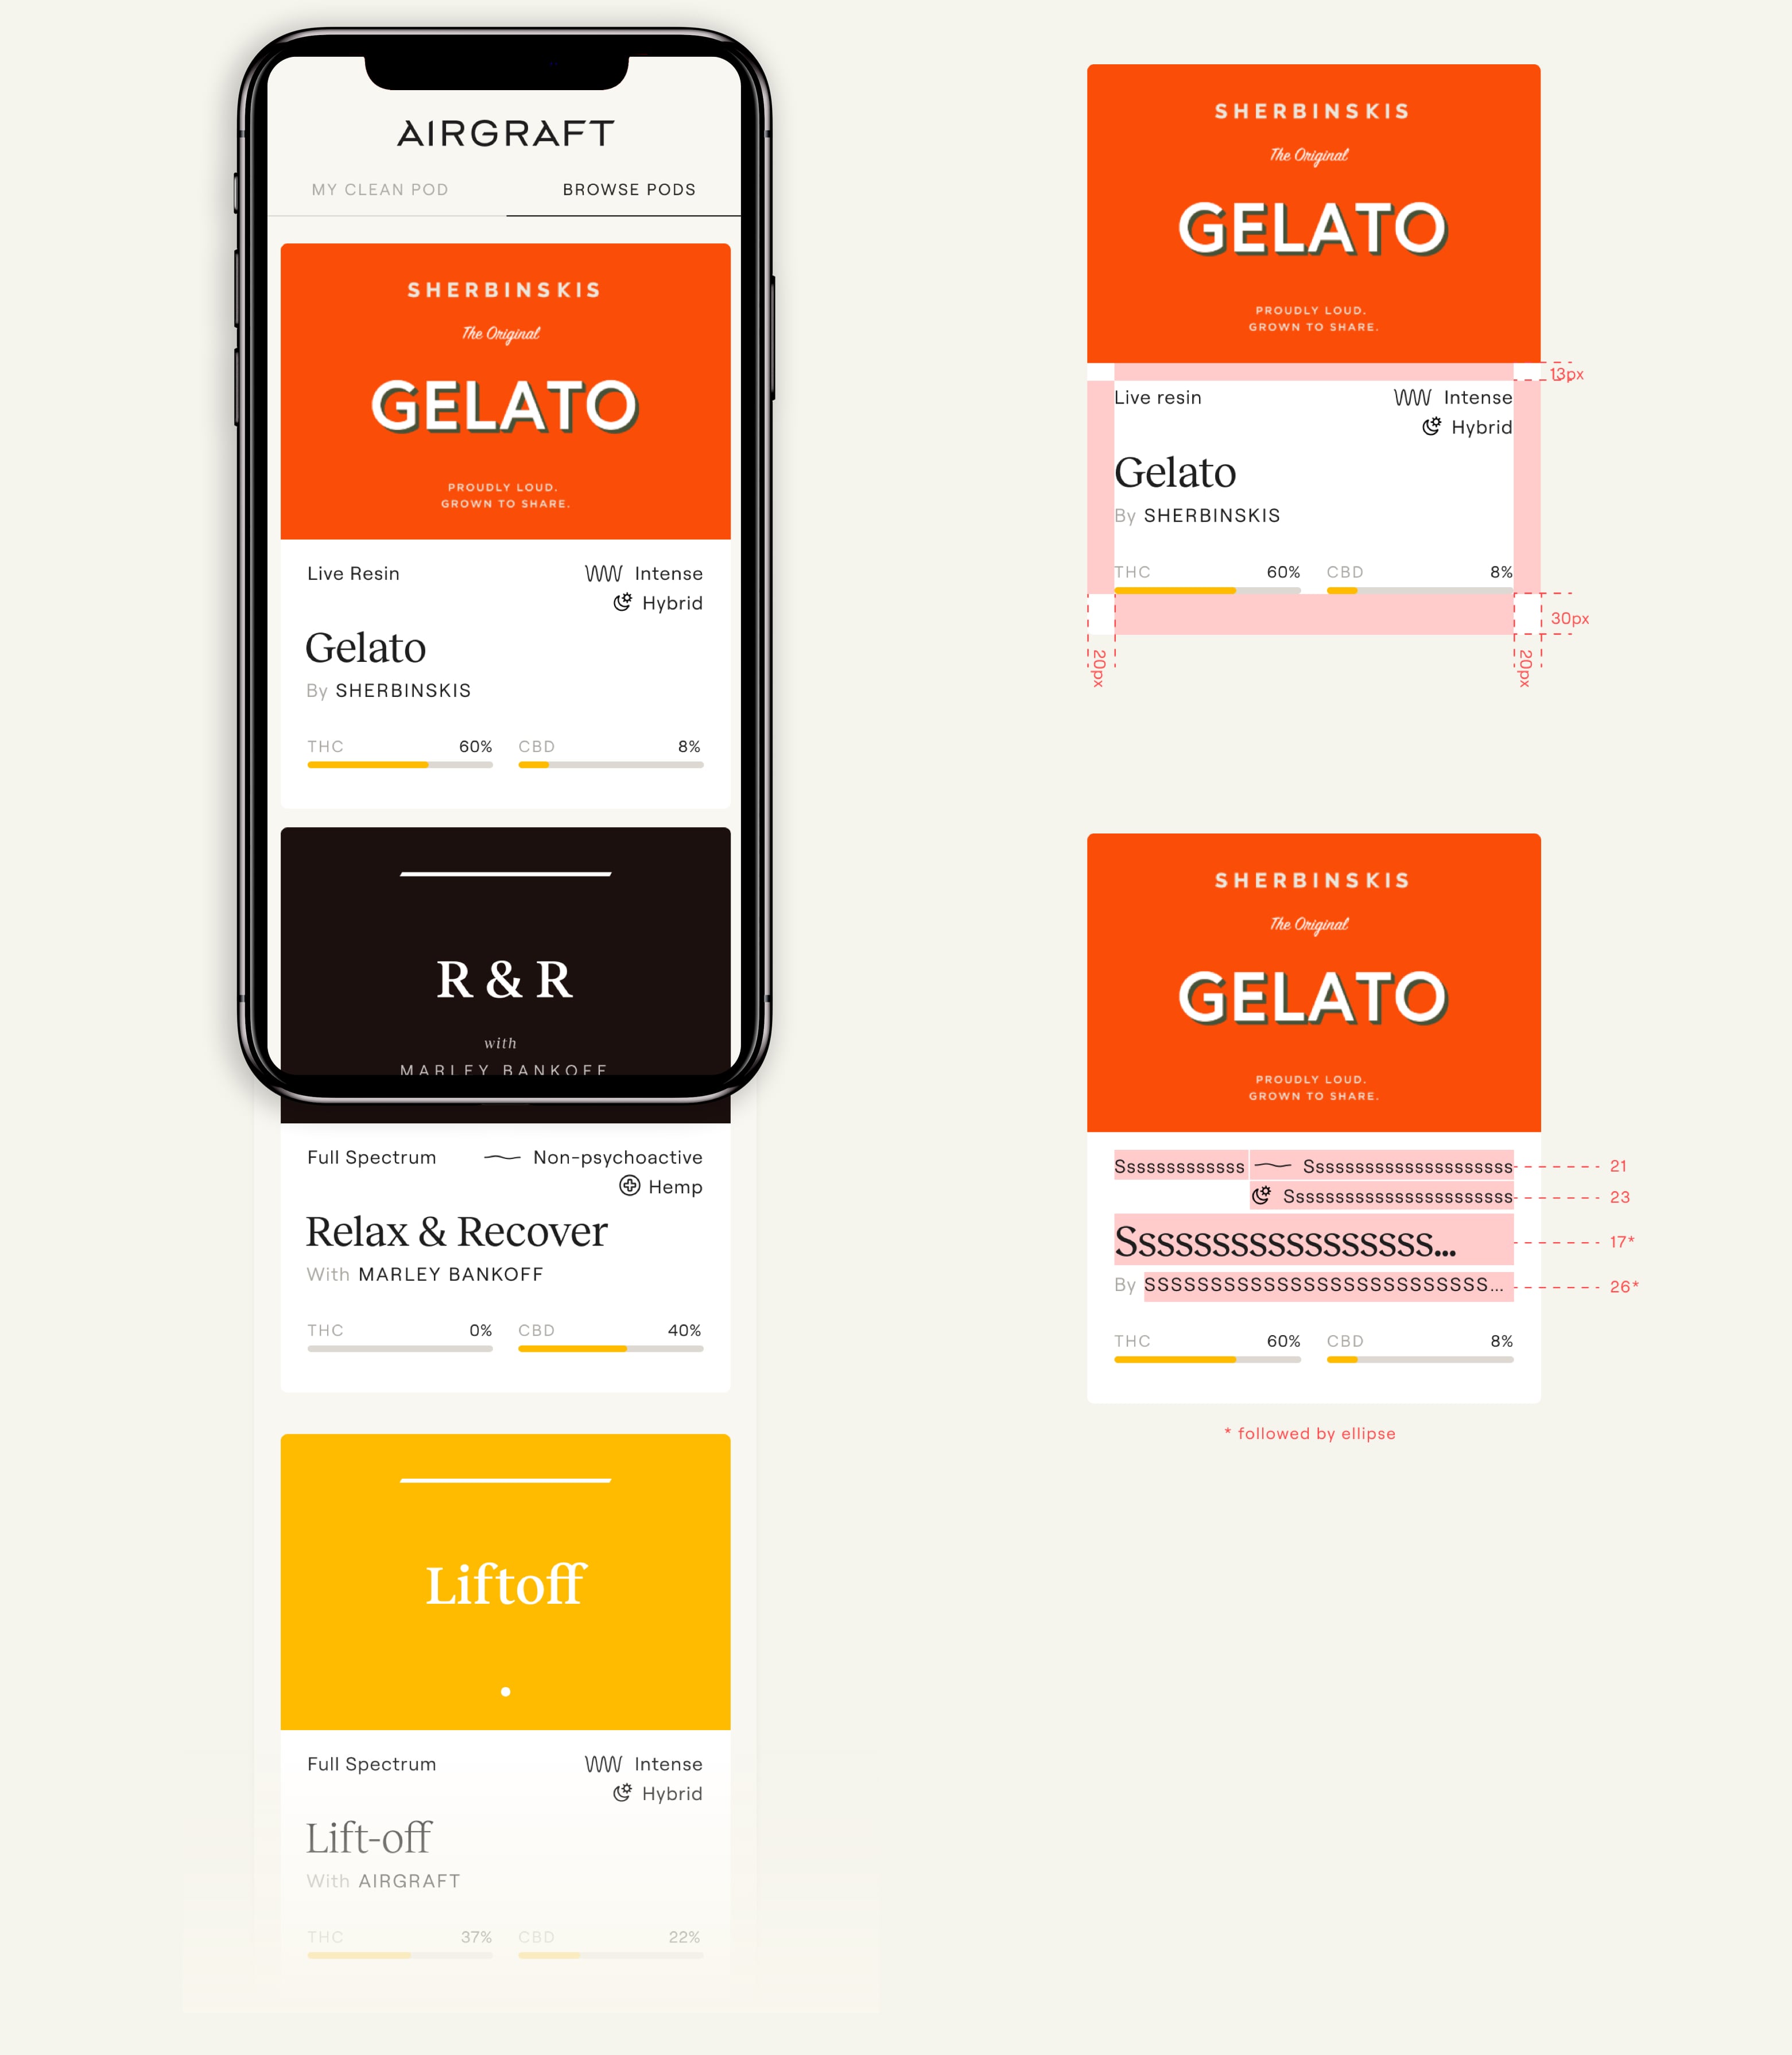 AIRGRAFT
MY CLEAN POD
BROWSE PODS
SHERBINSKIS
The Original
GELATO
PROUDLY LOUD.
GROWN TO SHARE.
Live Resin
Intense
Hybrid
Gelato
By SHERBINSKIS
THC 60%
CBD 8%
R & R
with
MARLEY BANKOFF
Full Spectrum
Non-psychoactive
Hemp
Relax & Recover
With MARLEY BANKOFF
THC 0%
CBD 40%
Liftoff
Full Spectrum
Intense
Hybrid
Lift-off
With AIRGRAFT
THC 37%
CBD 22%
SHERBINSKIS
The Original
GELATO
PROUDLY LOUD.
GROWN TO SHARE.
13px
Live resin
Intense
Hybrid
Gelato
By SHERBINSKIS
THC 60%
CBD 8%
30px
20px
20px
SHERBINSKIS
The Original
GELATO
PROUDLY LOUD.
GROWN TO SHARE.
Sssssssssssss
Sssssssssssssssssssss
21
Sssssssssssssssssssssss
23
Sssssssssssssssss...
17*
By SSSSSSSSSSSSSSSSSSSSSSSSSS...
26*
THC 60%
CBD 8%
* followed by ellipse